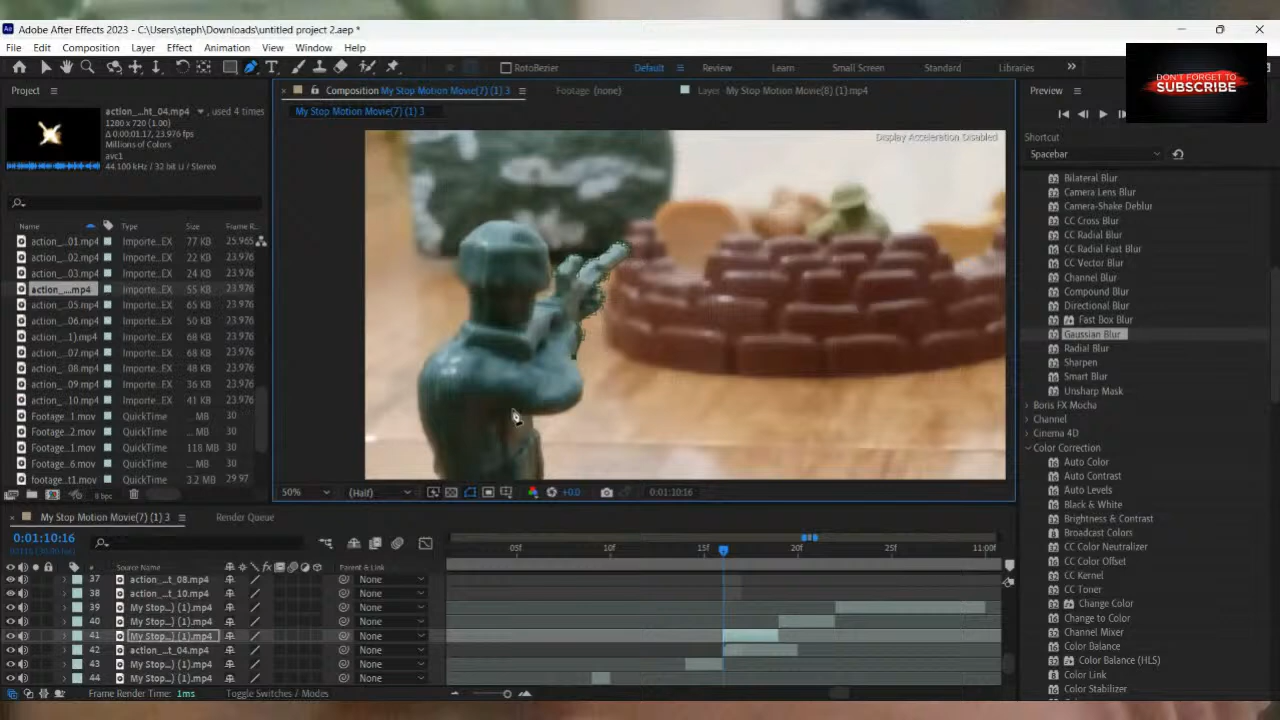 Adobe After Effects 2023 - C:\Users\steph\Downloads\untitled project 2.aep *
File Edit Composition Layer Effect Animation View Window Help
RotoBezier Default Review Learn Small Screen Standard Libraries
DON'T FORGET TO
SUBSCRIBE
Project
action_...ht_04.mp4 , used 4 times
1280 x 720 (1.00)
Δ 0:00:01:17, 23.976 fps
Millions of Colors
avc1
44.100 kHz / 32 bit U / Stereo
Name Type Size Frame R...
action_...01.mp4 Importe...EX 77 KB 25.965
action_...02.mp4 Importe...EX 22 KB 23.976
action_...03.mp4 Importe...EX 24 KB 23.976
action_....mp4 Importe...EX 55 KB 23.976
action_...05.mp4 Importe...EX 65 KB 23.976
action_...06.mp4 Importe...EX 50 KB 23.976
action_...1).mp4 Importe...EX 68 KB 23.976
action_...07.mp4 Importe...EX 68 KB 23.976
action_...08.mp4 Importe...EX 48 KB 23.976
action_...09.mp4 Importe...EX 36 KB 23.976
action_...10.mp4 Importe...EX 41 KB 23.976
Footage...1.mov QuickTime ... MB 30
Footage...2.mov QuickTime ... MB 30
Footage...1.mov QuickTime 118 MB 30
Footage...6.mov QuickTime ... MB 30
footage...t1.mov QuickTime 3.2 MB 29.97
8 bpc
Composition My Stop Motion Movie(7) (1) 3
Footage (none)
Layer My Stop Motion Movie(8) (1).mp4
My Stop Motion Movie(7) (1) 3
Display Acceleration Disabled
50% (Half) +0.0 0:01:10:16
Preview
Shortcut
Spacebar
Bilateral Blur
Camera Lens Blur
Camera-Shake Deblur
CC Cross Blur
CC Radial Blur
CC Radial Fast Blur
CC Vector Blur
Channel Blur
Compound Blur
Directional Blur
Fast Box Blur
Gaussian Blur
Radial Blur
Sharpen
Smart Blur
Unsharp Mask
Boris FX Mocha
Channel
Cinema 4D
Color Correction
Auto Color
Auto Contrast
Auto Levels
Black & White
Brightness & Contrast
Broadcast Colors
CC Color Neutralizer
CC Color Offset
CC Kernel
CC Toner
Change Color
Change to Color
Channel Mixer
Color Balance
Color Balance (HLS)
Color Link
Color Stabilizer
My Stop Motion Movie(7) (1) 3
Render Queue
0:01:10:16
# Source Name Parent & Link
05f 10f 15f 20f 25f 11:00f
37 action_...t_08.mp4 None
38 action_...t_10.mp4 None
39 My Stop...) (1).mp4 None
40 My Stop...) (1).mp4 None
41 My Stop...) (1).mp4 None
42 action_...t_04.mp4 None
43 My Stop...) (1).mp4 None
44 My Stop...) (1).mp4 None
Frame Render Time: 1ms
Toggle Switches / Modes